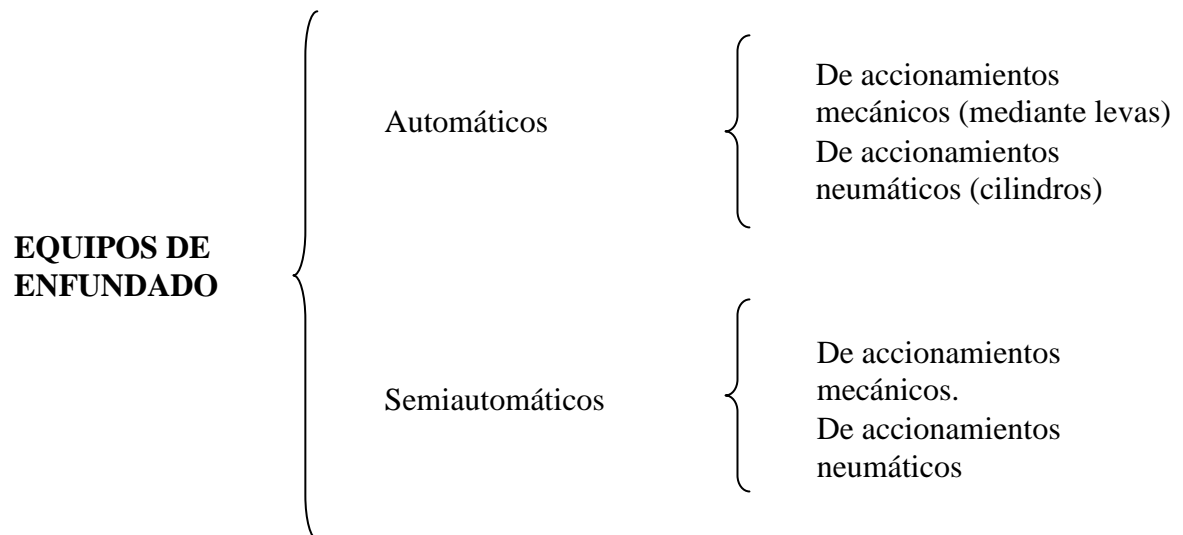 EQUIPOS DE
ENFUNDADO
Automáticos
De accionamientos
mecánicos (mediante levas)
De accionamientos
neumáticos (cilindros)
Semiautomáticos
De accionamientos
mecánicos.
De accionamientos
neumáticos